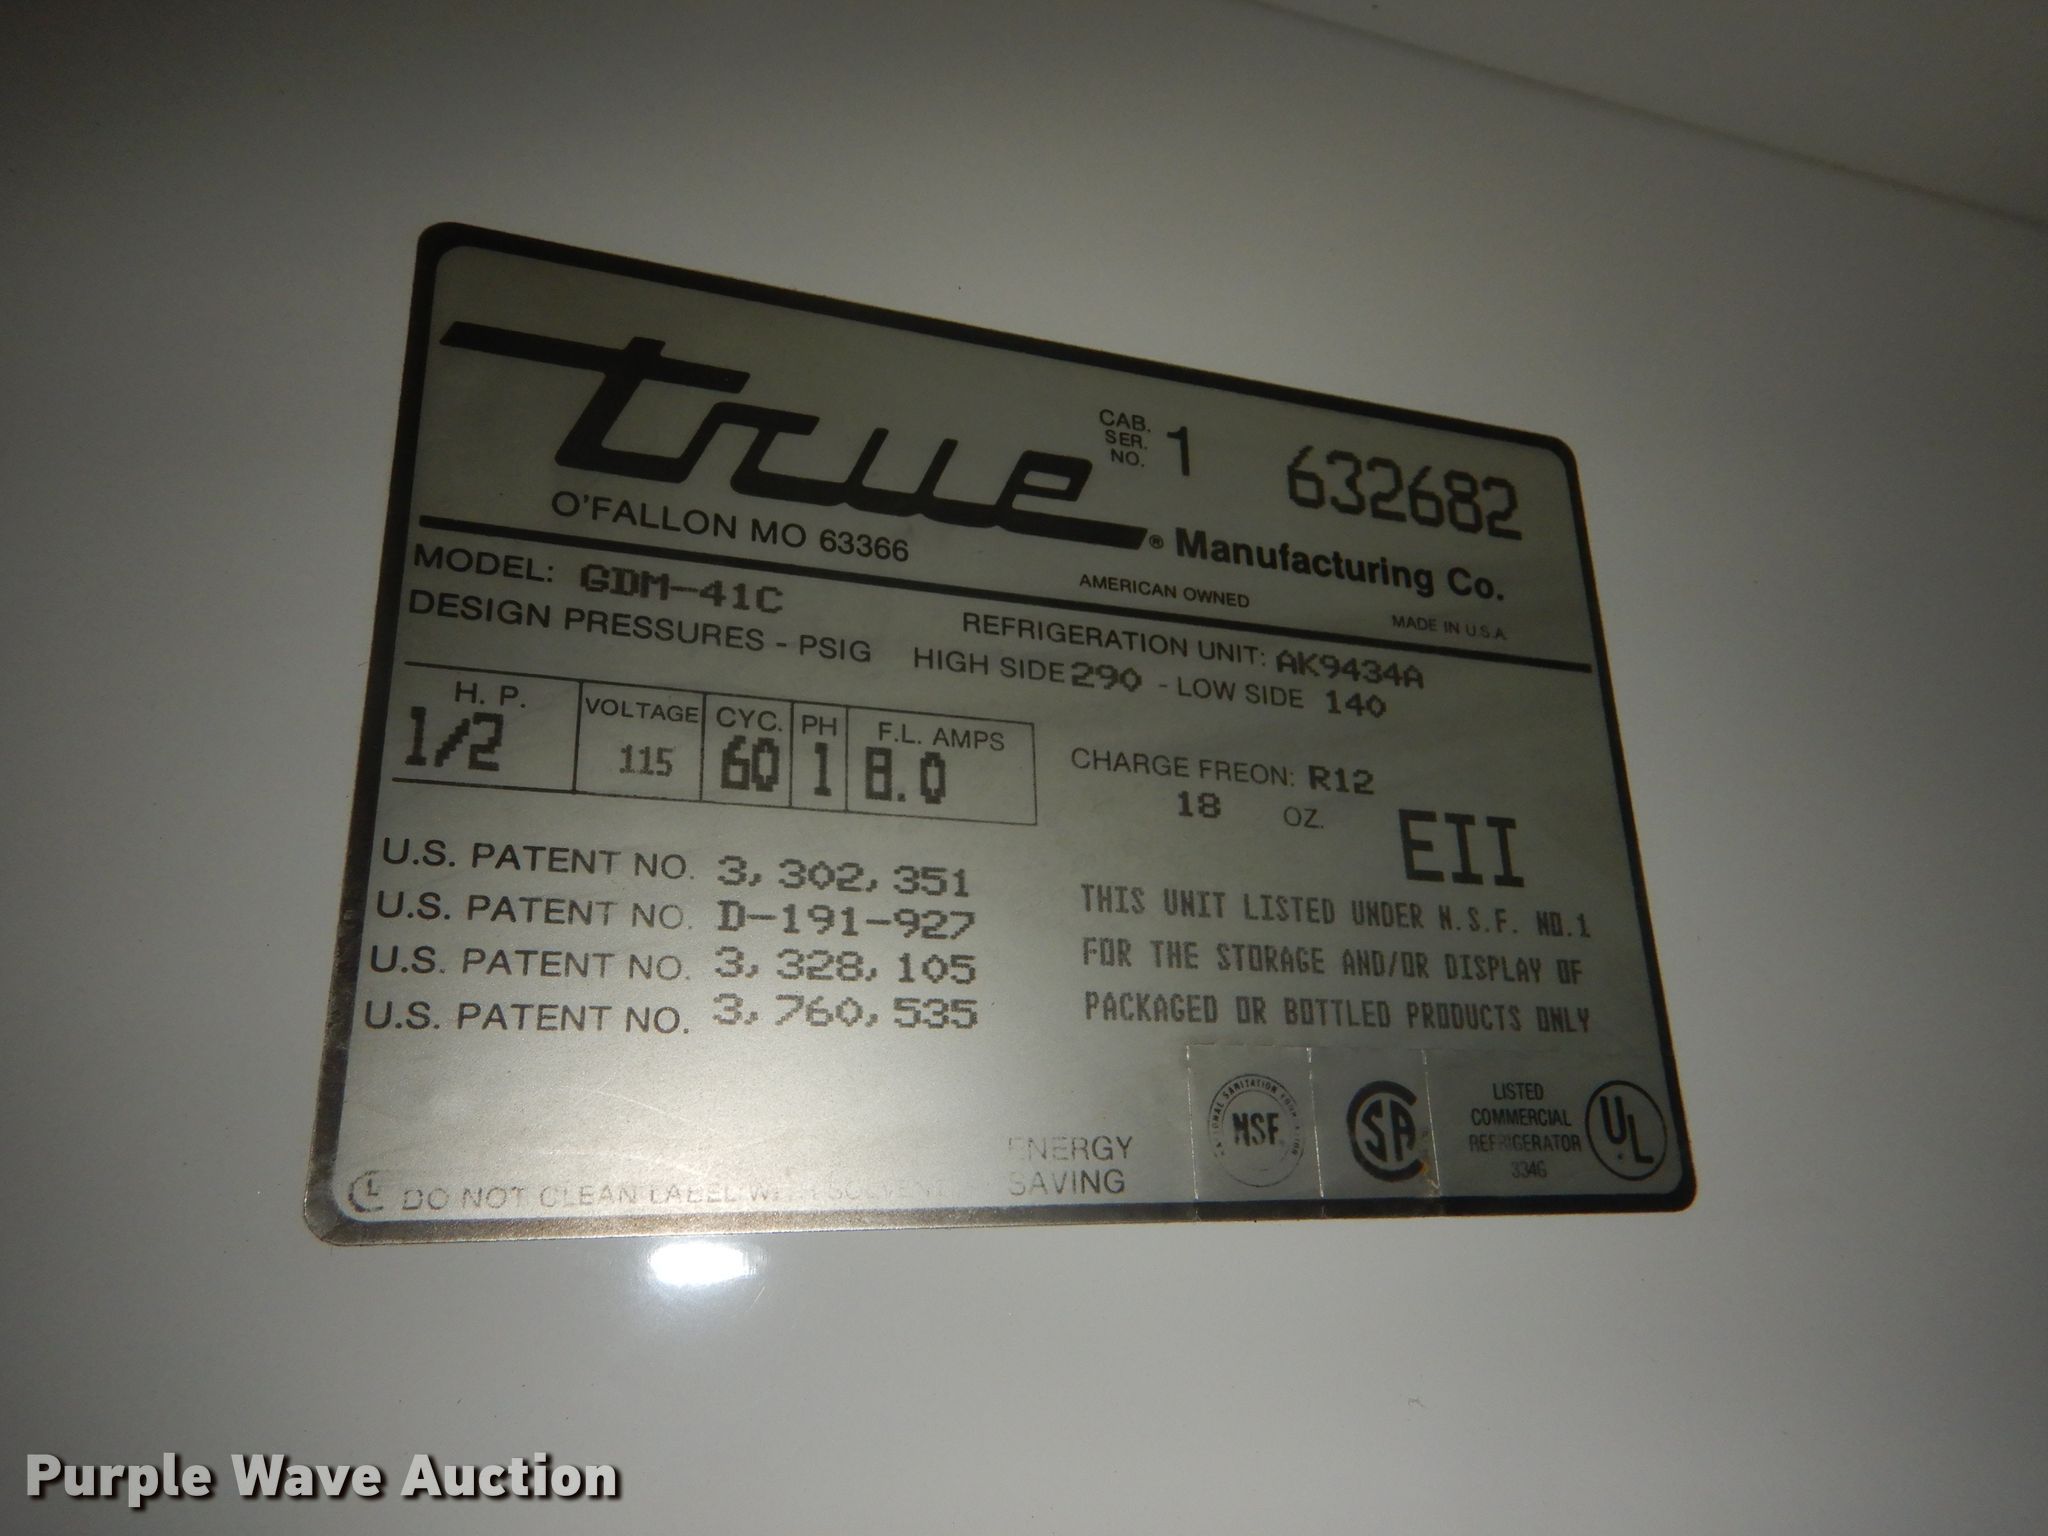 true
CAB.
SER.
NO.
1 632682
O'FALLON MO 63366
® Manufacturing Co.
AMERICAN OWNED
MADE IN U.S.A.
MODEL: GDM-41C
REFRIGERATION UNIT: AK9434A
DESIGN PRESSURES - PSIG HIGH SIDE 290 - LOW SIDE 140
H. P. VOLTAGE CYC. PH F.L. AMPS
1/2 115 60 1 8.0
CHARGE FREON: R12
18 OZ.
EII
U.S. PATENT NO. 3,302,351
U.S. PATENT NO. D-191-927
U.S. PATENT NO. 3,328,105
U.S. PATENT NO. 3,760,535
THIS UNIT LISTED UNDER N.S.F. NO.1
FOR THE STORAGE AND/OR DISPLAY OF
PACKAGED OR BOTTLED PRODUCTS ONLY
ENERGY
SAVING
NSF
SA
LISTED
COMMERCIAL
REFRIGERATOR
334G
UL
DO NOT CLEAN LABEL WITH SOLVENT
Purple Wave Auction